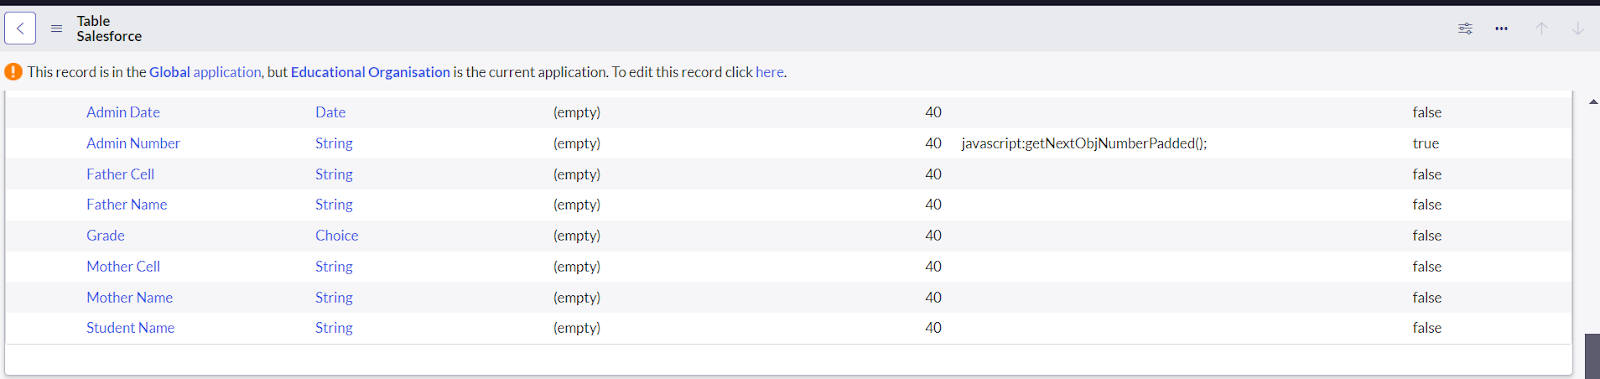 Table
Salesforce
This record is in the Global application, but Educational Organisation is the current application. To edit this record click here.
Admin Date Date (empty) 40 false
Admin Number String (empty) 40 javascript:getNextObjNumberPadded(); true
Father Cell String (empty) 40 false
Father Name String (empty) 40 false
Grade Choice (empty) 40 false
Mother Cell String (empty) 40 false
Mother Name String (empty) 40 false
Student Name String (empty) 40 false